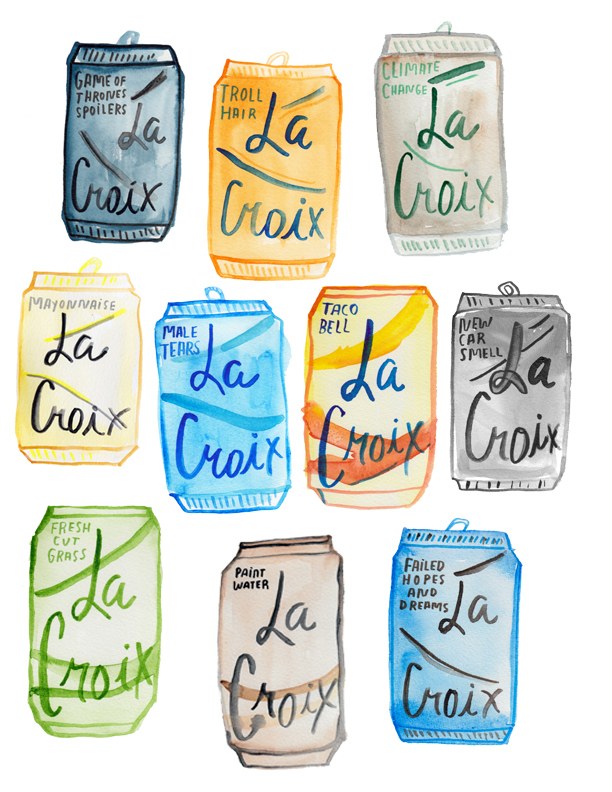 GAME OF
THRONES
SPOILERS
La
Croix
TROLL
HAIR
La
Croix
CLIMATE
CHANGE
La
Croix
MAYONNAISE
La
Croix
MALE
TEARS
La
Croix
TACO
BELL
La
Croix
NEW
CAR
SMELL
La
Croix
FRESH
CUT
GRASS
La
Croix
PAINT
WATER
La
Croix
FAILED
HOPES
AND
DREAMS
La
Croix